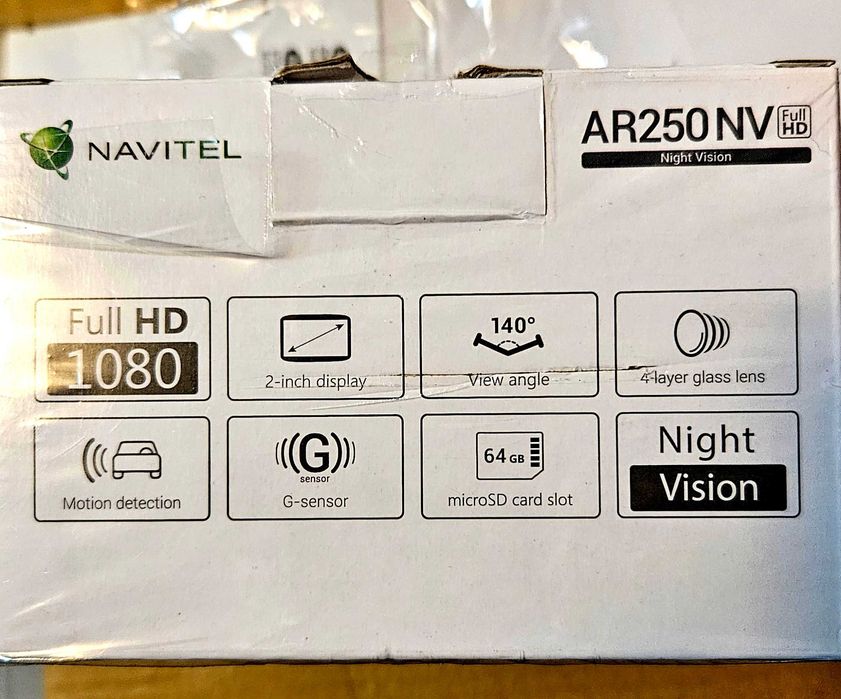 NAVITEL
AR250 NV Full HD
Night Vision
Full HD
1080
2-inch display
140°
View angle
4-layer glass lens
Motion detection
G
sensor
G-sensor
64 GB
microSD card slot
Night
Vision